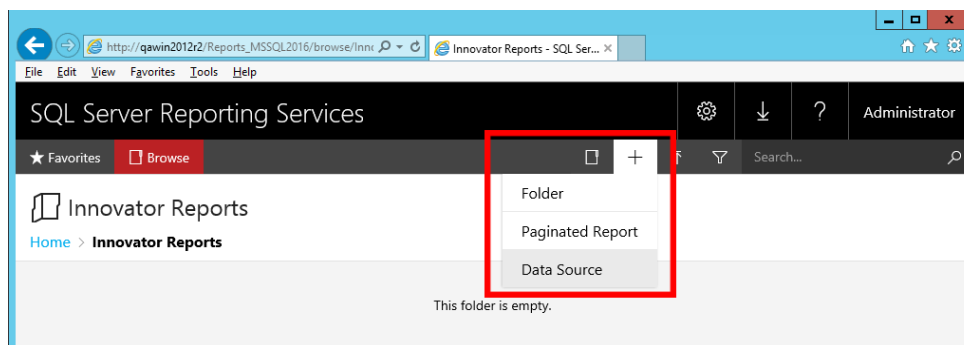 http://qawin2012r2/Reports_MSSQL2016/browse/Inn
Innovator Reports - SQL Ser...
File Edit View Favorites Tools Help
SQL Server Reporting Services
Administrator
Favorites
Browse
Search...
Folder
Innovator Reports
Paginated Report
Home > Innovator Reports
Data Source
This folder is empty.